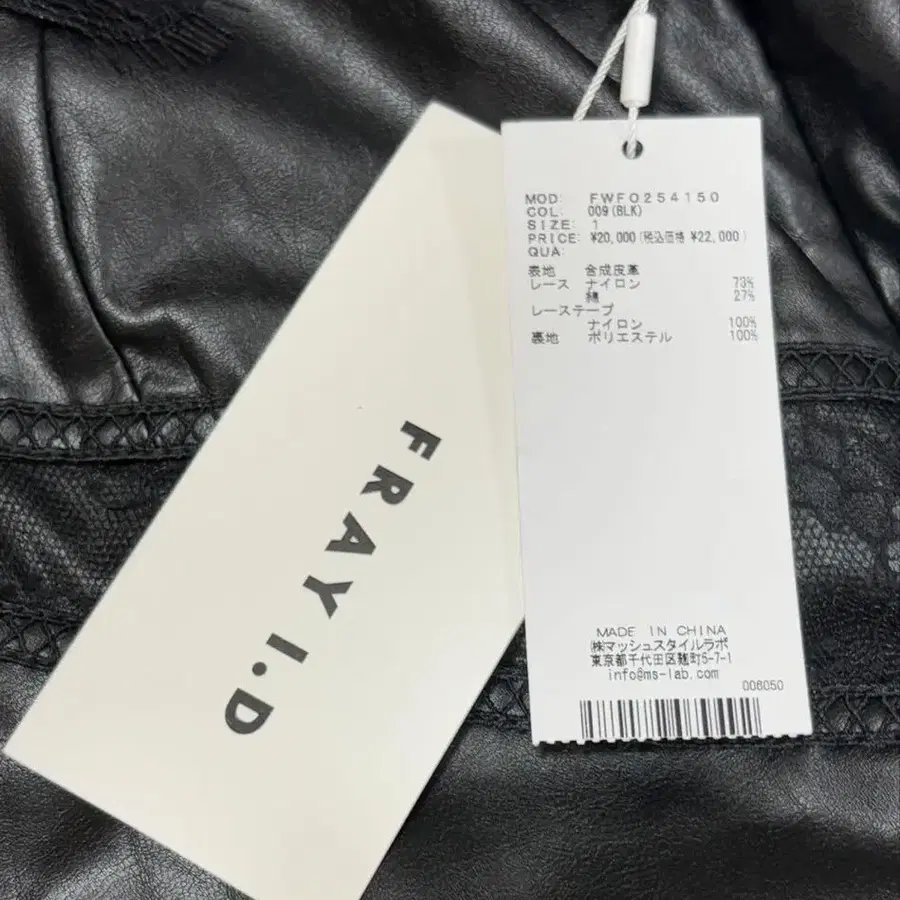 FRAY I.D
MOD: FWFO254150
COL: 009(BLK)
SIZE: 1
PRICE: ¥20,000(税込価格 ¥22,000)
QUA:
表地 合成皮革
レース ナイロン 73%
綿 27%
レーステープ
ナイロン 100%
裏地 ポリエステル 100%
MADE IN CHINA
㈱マッシュスタイルラボ
東京都千代田区麹町5-7-1
info@ms-lab.com
006050